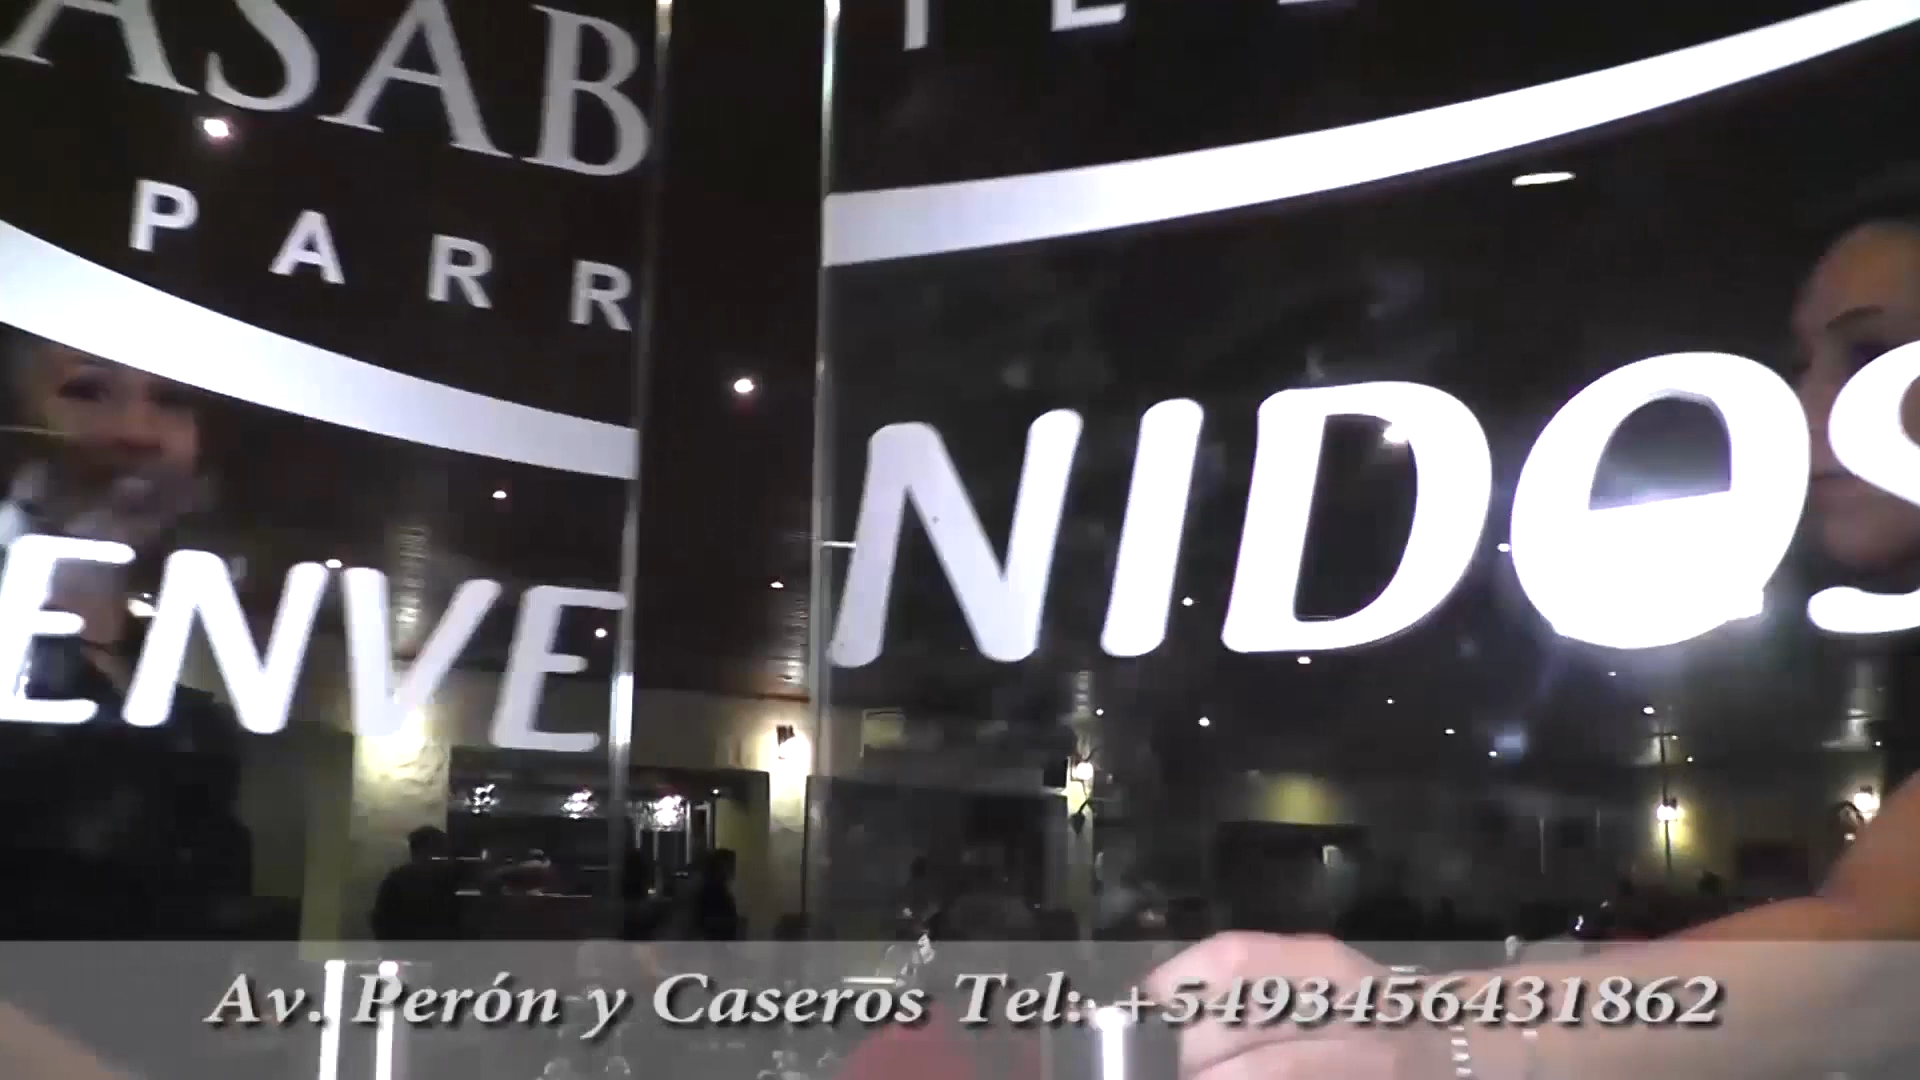 ASAB
PARR
ENVE NIDOS
Av. Perón y Caseros Tel: +5493456431862